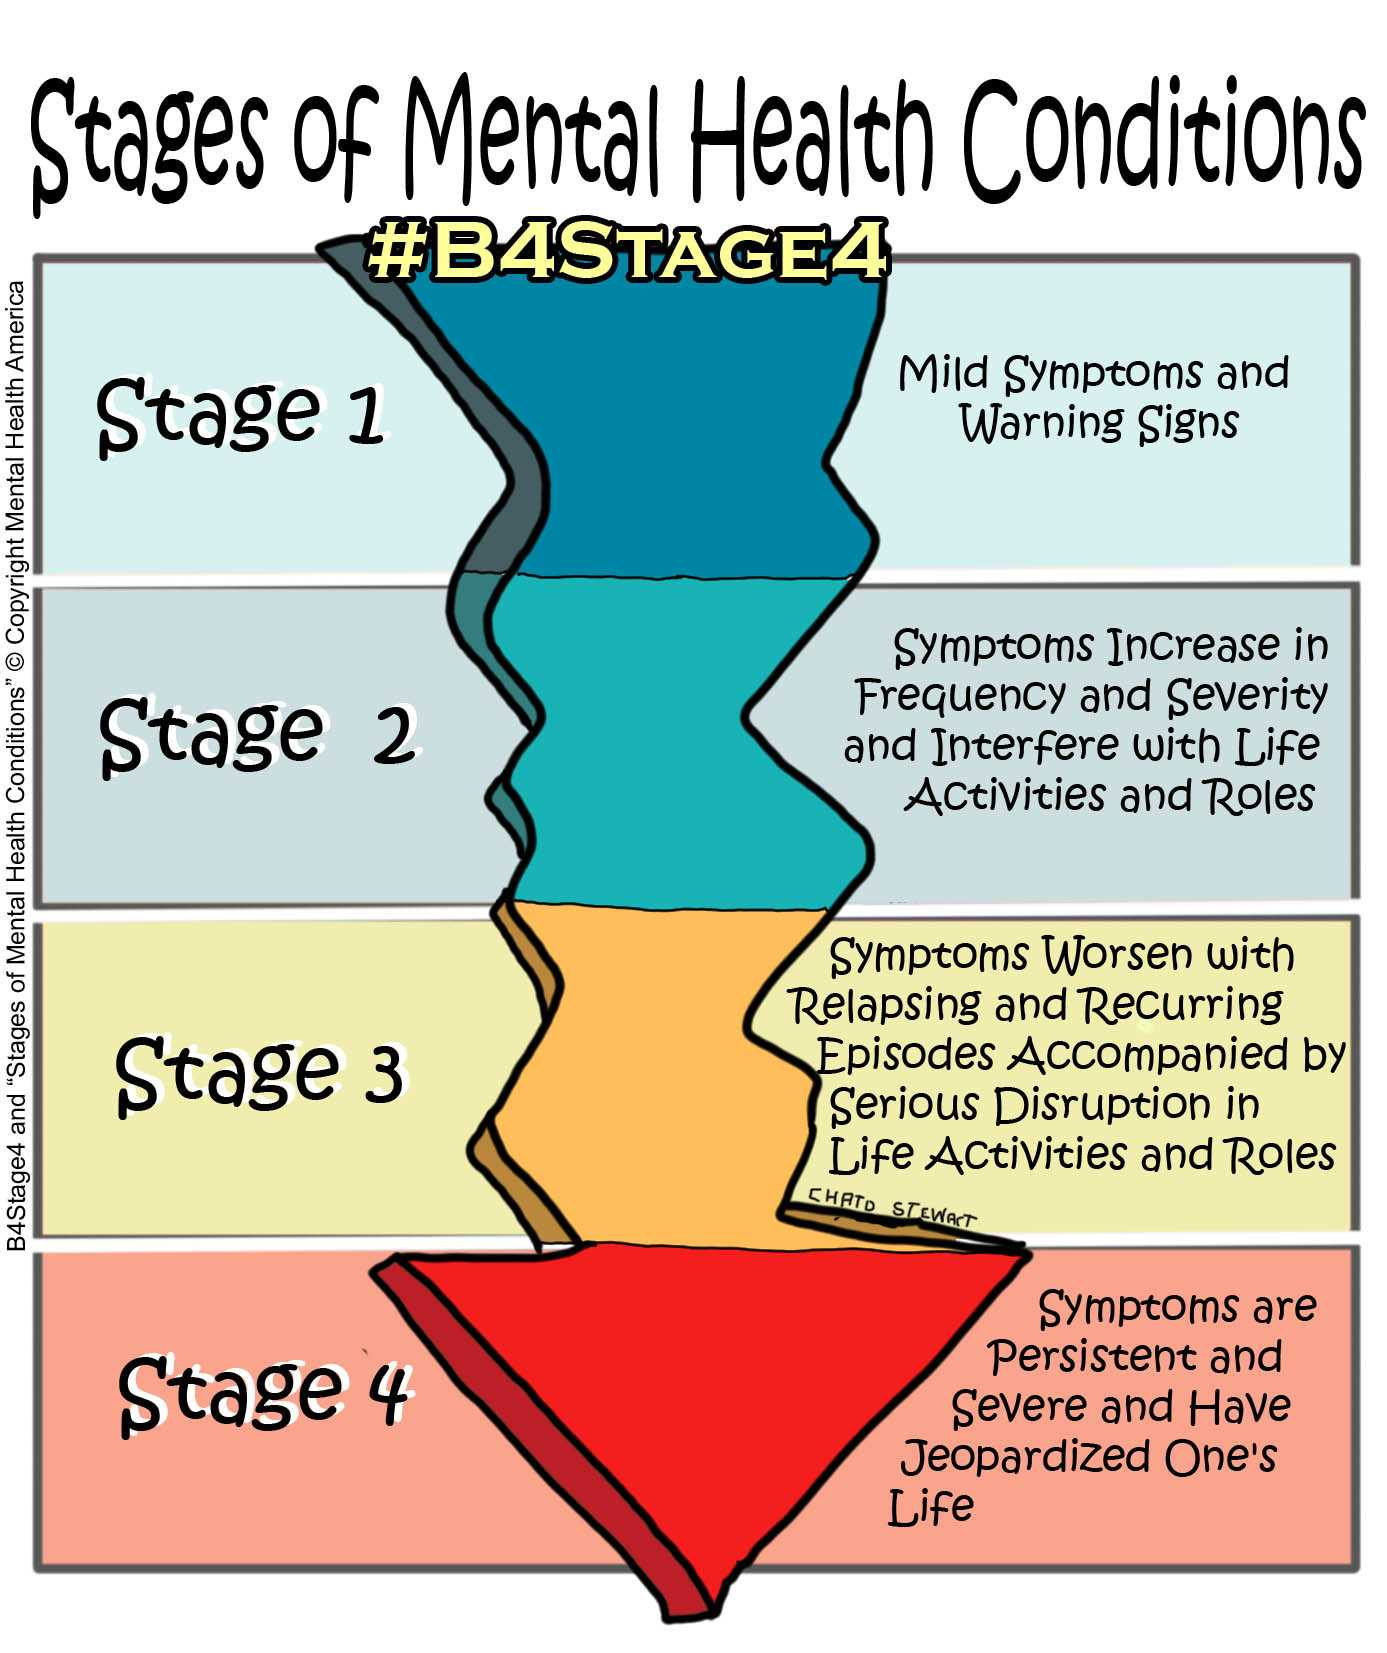 Stages of Mental Health Conditions
#B4Stage4
Stage 1
Mild Symptoms and
Warning Signs
Stage 2
Symptoms Increase in
Frequency and Severity
and Interfere with Life
Activities and Roles
Stage 3
Symptoms Worsen with
Relapsing and Recurring
Episodes Accompanied by
Serious Disruption in
Life Activities and Roles
CHATO STEWART
Stage 4
Symptoms are
Persistent and
Severe and Have
Jeopardized One's
Life
B4Stage4 and “Stages of Mental Health Conditions” © Copyright Mental Health America